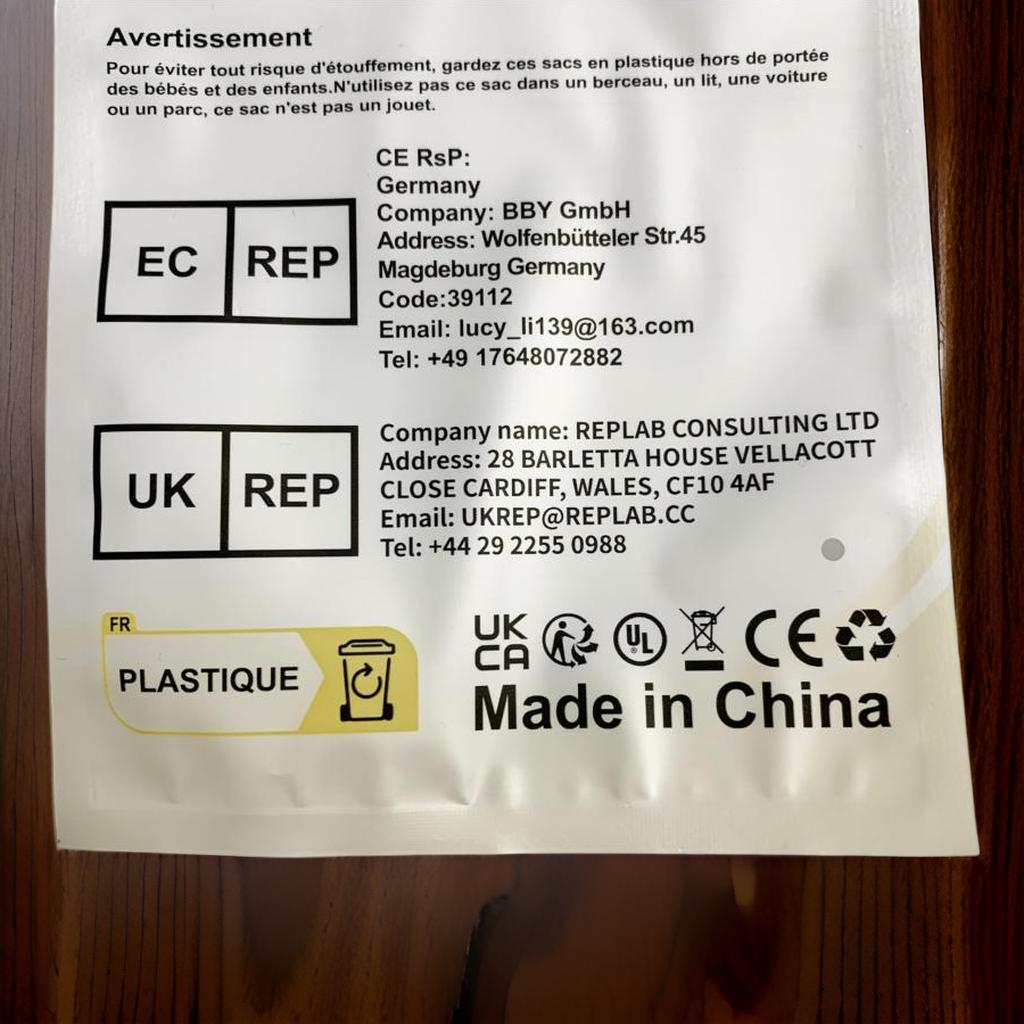 Avertissement
Pour éviter tout risque d'étouffement, gardez ces sacs en plastique hors de portée
des bébés et des enfants.N'utilisez pas ce sac dans un berceau, un lit, une voiture
ou un parc, ce sac n'est pas un jouet.
EC REP
CE RsP:
Germany
Company: BBY GmbH
Address: Wolfenbütteler Str.45
Magdeburg Germany
Code:39112
Email: lucy_li139@163.com
Tel: +49 17648072882
UK REP
Company name: REPLAB CONSULTING LTD
Address: 28 BARLETTA HOUSE VELLACOTT
CLOSE CARDIFF, WALES, CF10 4AF
Email: UKREP@REPLAB.CC
Tel: +44 29 2255 0988
FR
PLASTIQUE
UK
CA
UL
CE
Made in China